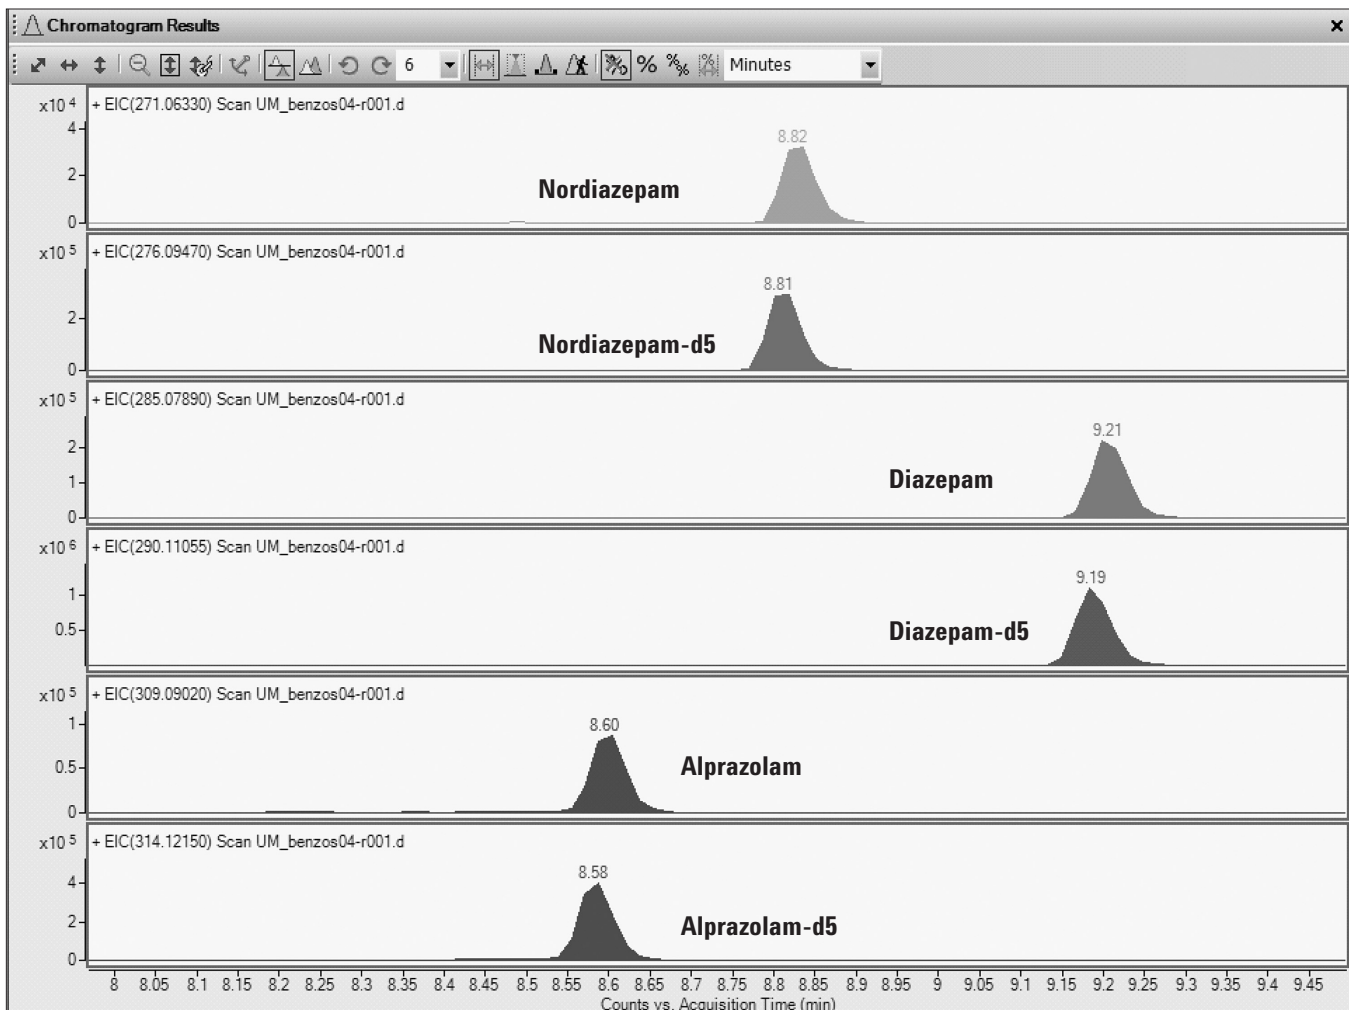 Chromatogram Results
6 % Minutes
x10 4 + EIC(271.06330) Scan UM_benzos04-r001.d
4
8.82
2
Nordiazepam
0
x10 5 + EIC(276.09470) Scan UM_benzos04-r001.d
8.81
2
Nordiazepam-d5
0
x10 5 + EIC(285.07890) Scan UM_benzos04-r001.d
9.21
2
Diazepam
1
0
x10 6 + EIC(290.11055) Scan UM_benzos04-r001.d
9.19
1
0.5
Diazepam-d5
x10 5 + EIC(309.09020) Scan UM_benzos04-r001.d
1
8.60
Alprazolam
0.5
0
x10 5 + EIC(314.12150) Scan UM_benzos04-r001.d
8.58
4
2
Alprazolam-d5
0
8 8.05 8.1 8.15 8.2 8.25 8.3 8.35 8.4 8.45 8.5 8.55 8.6 8.65 8.7 8.75 8.8 8.85 8.9 8.95 9 9.05 9.1 9.15 9.2 9.25 9.3 9.35 9.4 9.45
Counts vs. Acquisition Time (min)